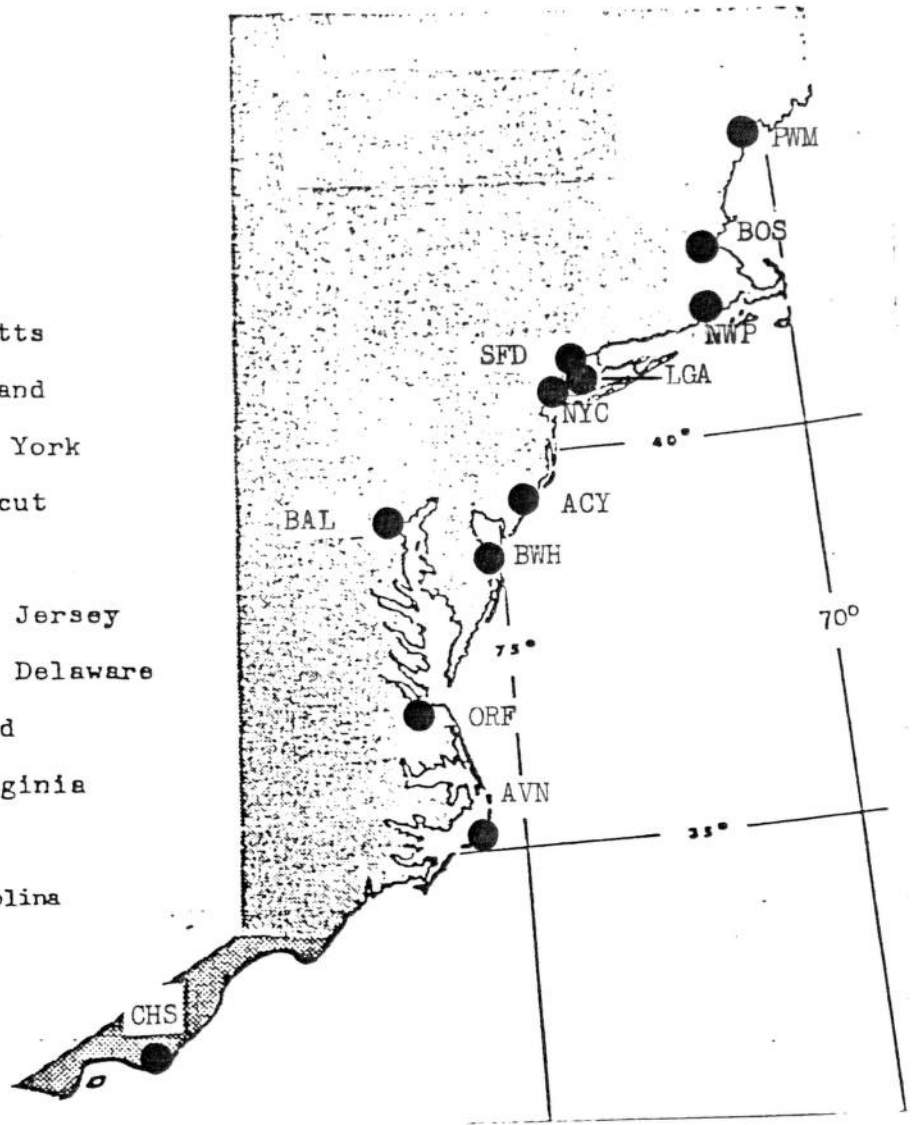 PWM
BOS
tts
NWP
SFD
and
LGA
NYC
York
40°
cut
ACY
BAL
BWH
Jersey
70°
75°
Delaware
ORF
d
ginia
AVN
35°
olina
CHS